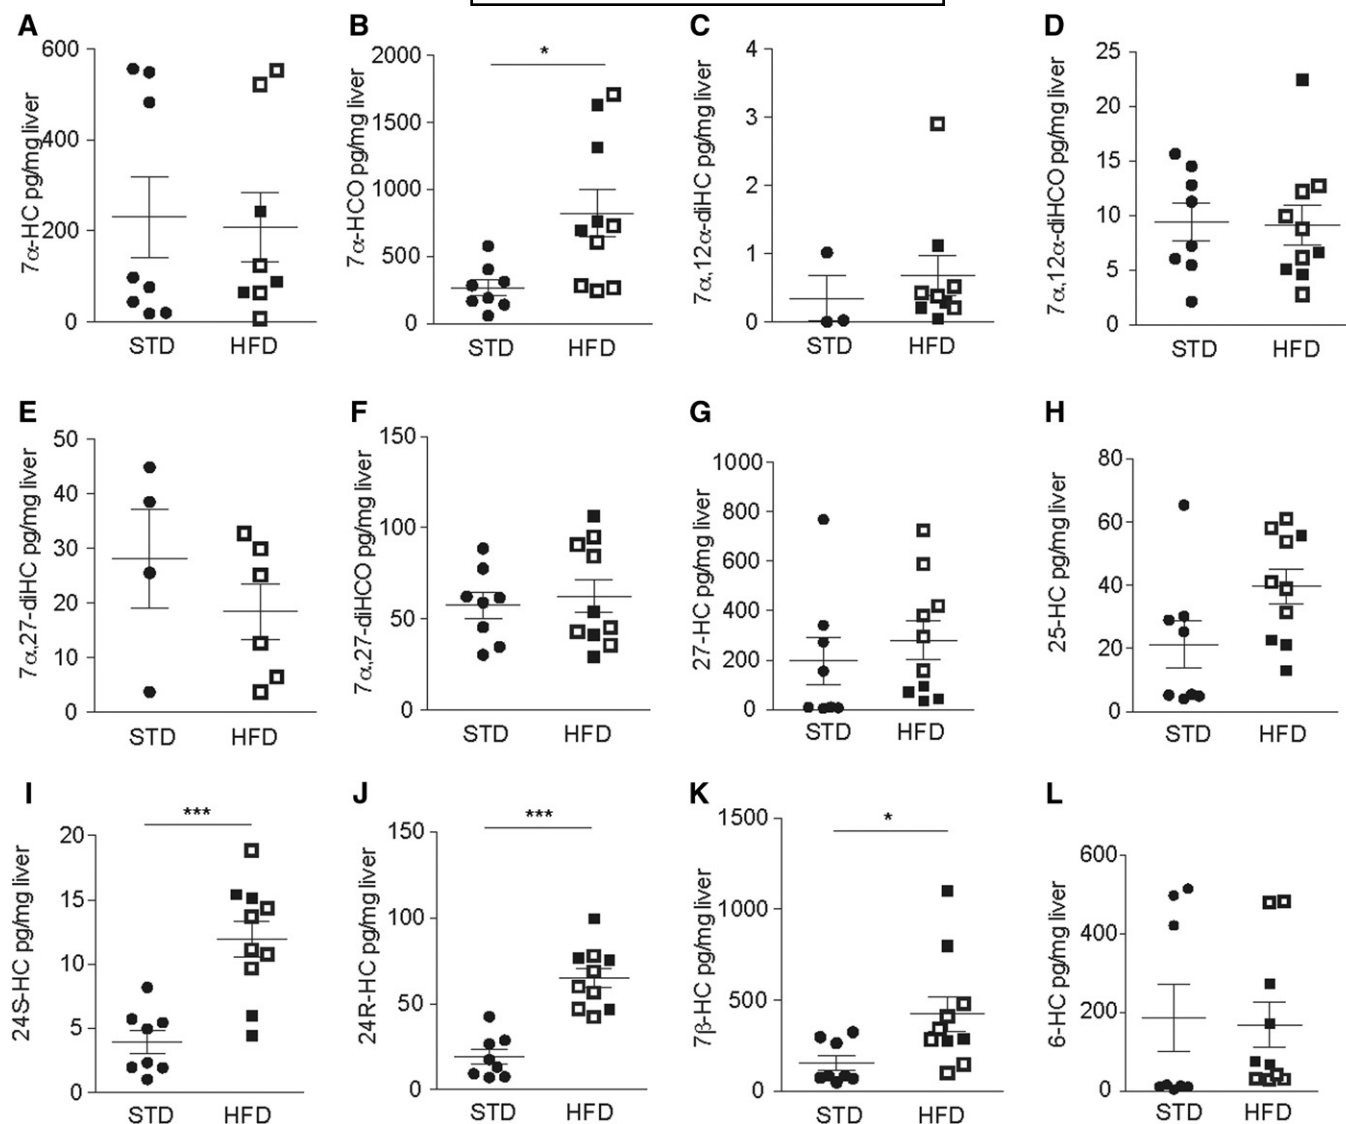 A
7α-HC pg/mg liver
600
400
200
0
STD HFD
B
7α-HCO pg/mg liver
2000
1500
1000
500
0
*
STD HFD
C
7α,12α-diHC pg/mg liver
4
3
2
1
0
STD HFD
D
7α,12α-diHCO pg/mg liver
25
20
15
10
5
0
STD HFD
E
7α,27-diHC pg/mg liver
50
40
30
20
10
0
STD HFD
F
7α,27-diHCO pg/mg liver
150
100
50
0
STD HFD
G
27-HC pg/mg liver
1000
800
600
400
200
0
STD HFD
H
25-HC pg/mg liver
80
60
40
20
0
STD HFD
I
24S-HC pg/mg liver
20
15
10
5
0
***
STD HFD
J
24R-HC pg/mg liver
150
100
50
0
***
STD HFD
K
7β-HC pg/mg liver
1500
1000
500
0
*
STD HFD
L
6-HC pg/mg liver
600
400
200
0
STD HFD